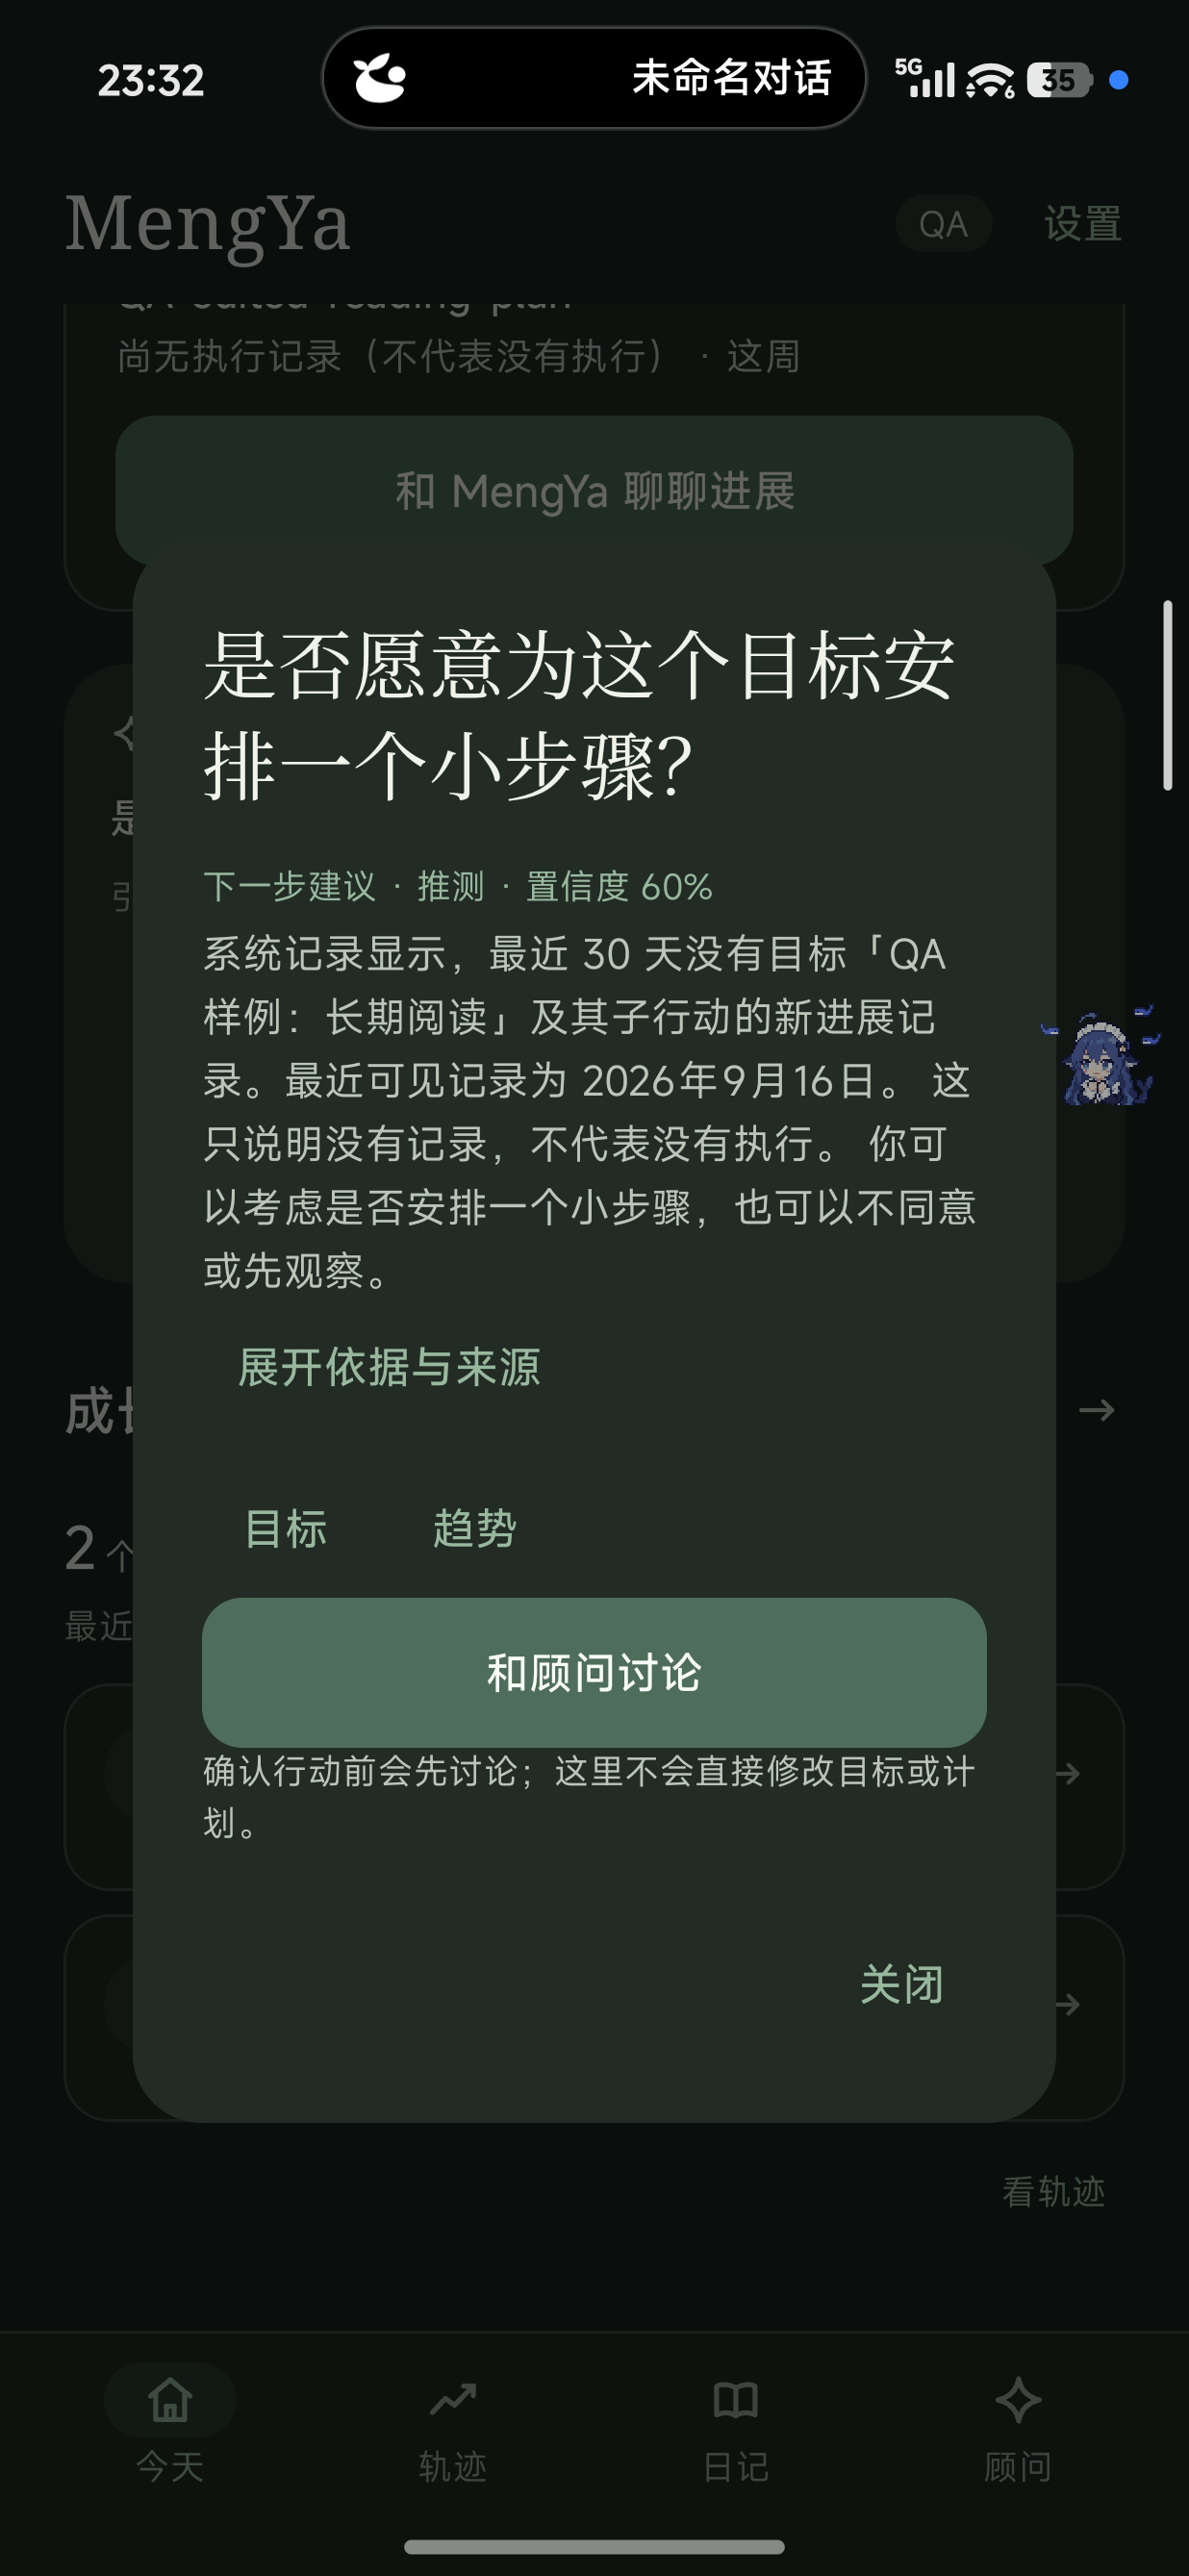 23:32
未命名对话
5G
6
35
MengYa
QA
设置
尚无执行记录（不代表没有执行） · 这周
和 MengYa 聊聊进展
是否愿意为这个目标安
排一个小步骤？
下一步建议 · 推测 · 置信度 60%
系统记录显示，最近 30 天没有目标「QA
样例：长期阅读」及其子行动的新进展记
录。最近可见记录为 2026年9月16日。 这
只说明没有记录，不代表没有执行。 你可
以考虑是否安排一个小步骤，也可以不同意
或先观察。
展开依据与来源
成
目标
趋势
2 个
最近
和顾问讨论
确认行动前会先讨论；这里不会直接修改目标或计
划。
关闭
看轨迹
今天
轨迹
日记
顾问